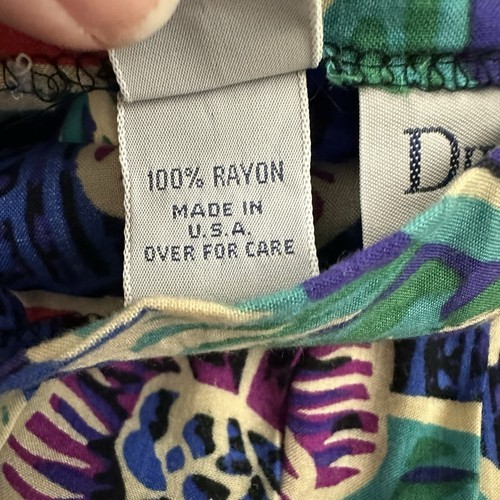 100% RAYON
MADE IN
U.S.A.
OVER FOR CARE